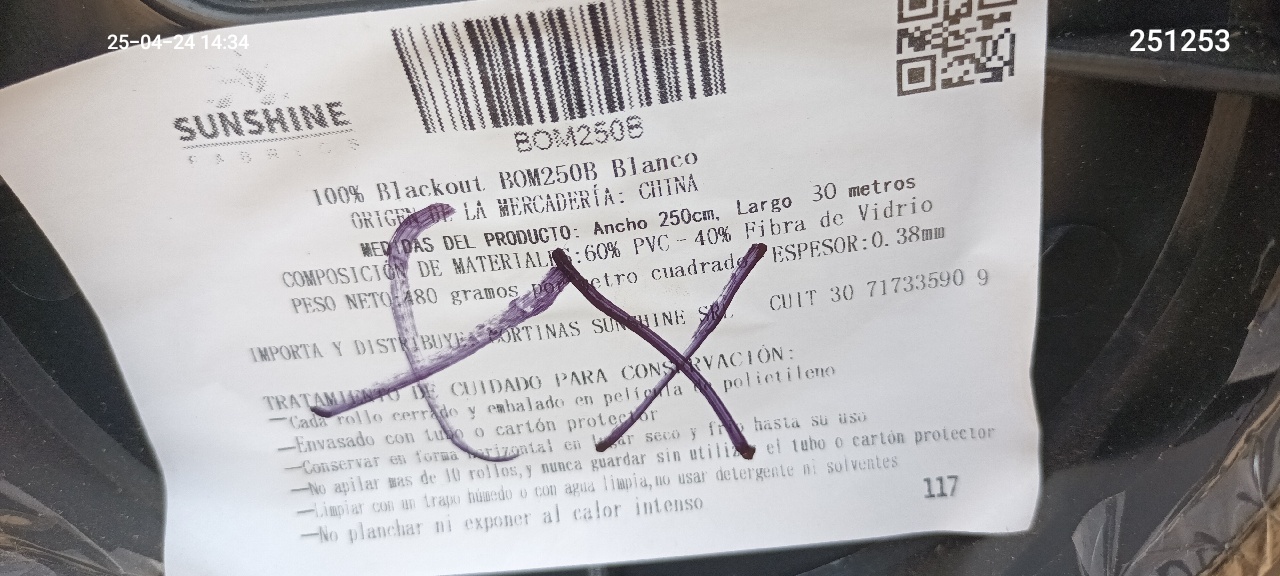 25-04-24 14:34
251253
SUNSHINE
FABRICS
BOM250B
100% Blackout BOM250B Blanco
ORIGEN DE LA MERCADERÍA: CHINA
MEDIDAS DEL PRODUCTO: Ancho 250cm, Largo 30 metros
COMPOSICIÓN DE MATERIALES:60% PVC-40% Fibra de Vidrio
PESO NETO:480 gramos por metro cuadrado ESPESOR:0.38mm
IMPORTA Y DISTRIBUYE: CORTINAS SUNSHINE SRL CUIT 30 71733590 9
TRATAMIENTO DE CUIDADO PARA CONSERVACIÓN:
—Cada rollo cerrado y embalado en película de polietileno
—Envasado con tubo o cartón protector
—Conservar en forma horizontal en lugar seco y frío hasta su uso
—No apilar mas de 10 rollos,y nunca guardar sin utilizar el tubo o cartón protector
—Limpiar con un trapo húmedo o con agua limpia,no usar detergente ni solventes
—No planchar ni exponer al calor intenso
117